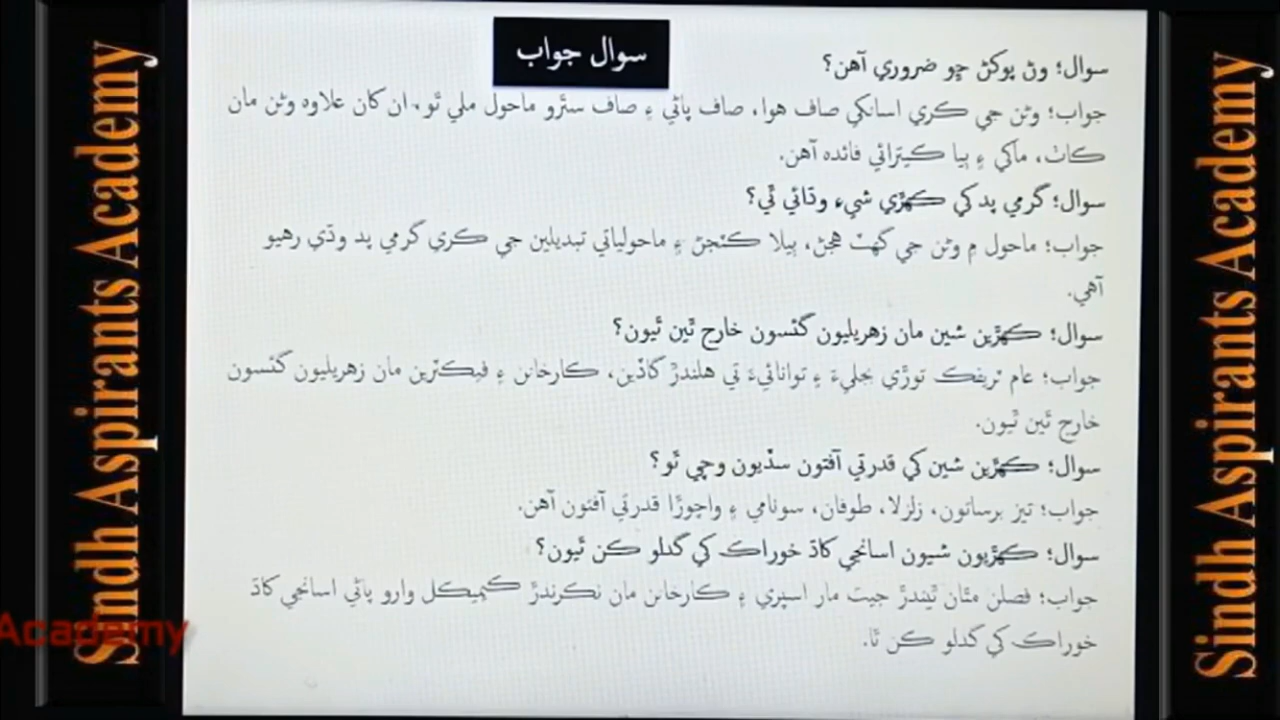 Sindh Aspirants Academy
سوال جواب
سوال؛ وڻ پوکڻ ڇو ضروري آهن؟
جواب؛ وڻن جي ڪري اسانکي صاف هوا، صاف پاڻي ۽ صاف سٿرو ماحول ملي ٿو. ان کان علاوه وڻن مان
ڪاٺ، ماکي ۽ ٻيا ڪيترائي فائده آهن.
سوال؛ گرمي پد کي ڪهڙي شيء وڌائي ٿي؟
جواب؛ ماحول ۾ وڻن جي گهٽ هجڻ، ٻيلا ڪٽجڻ ۽ ماحولياتي تبديلين جي ڪري گرمي پد وڌي رهيو
آهي.
سوال؛ ڪهڙين شين مان زهريليون گئسون خارج ٿين ٿيون؟
جواب؛ عام ٽريفڪ توڙي بجليءَ ۽ توانائيءَ تي هلندڙ گاڏين، ڪارخانن ۽ فيڪٽرين مان زهريليون گئسون
خارج ٿين ٿيون.
سوال؛ ڪهڙين شين کي قدرتي آفتون سڏيون وڃي ٿو؟
جواب؛ تيز برساتون، زلزلا، طوفان، سونامي ۽ واچوڙا قدرتي آفتون آهن.
سوال؛ ڪهڙيون شيون اسانجي کاڌ خوراڪ کي گدلو ڪن ٿيون؟
جواب؛ فصلن مٿان ٿيندڙ جيت مار اسپري ۽ ڪارخانن مان نڪرندڙ ڪيميڪل وارو پاڻي اسانجي کاڌ
خوراڪ کي گدلو ڪن ٿا.
Sindh Aspirants Academy
Academy